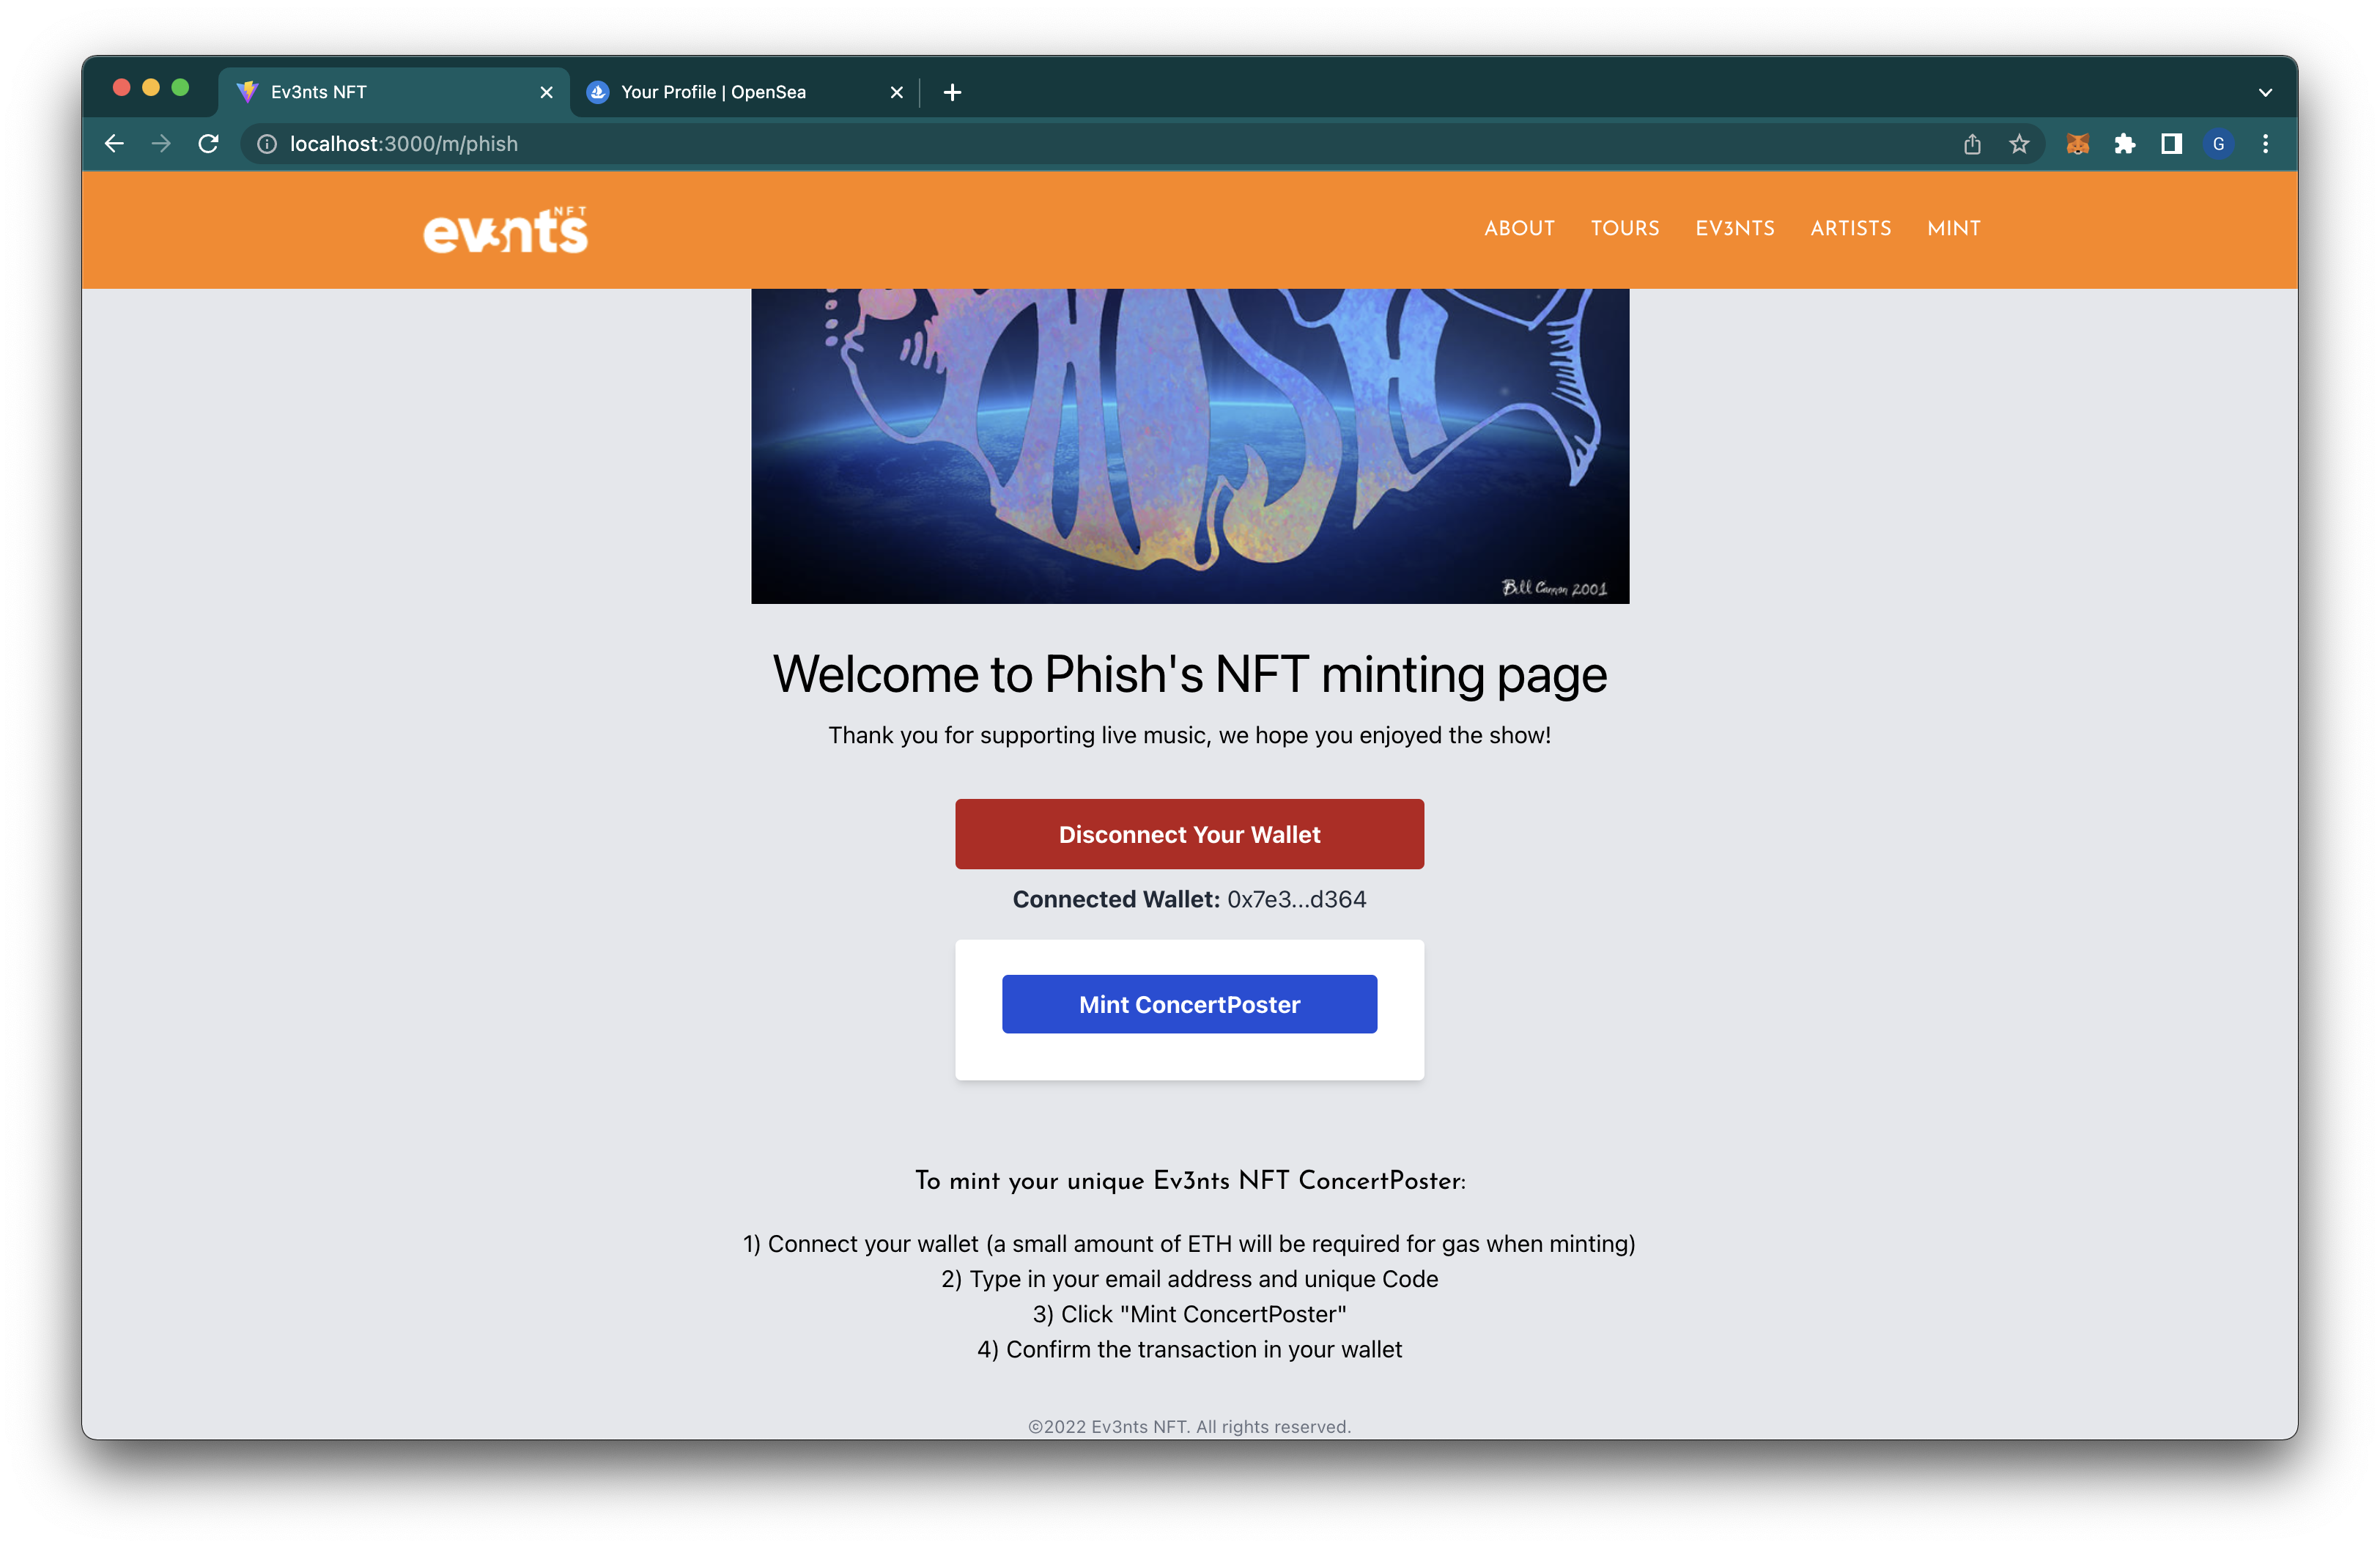 Ev3nts NFT
Your Profile | OpenSea
localhost:3000/m/phish
G
ev3nts NFT
ABOUT TOURS EV3NTS ARTISTS MINT
PHISH
Bill Cannon 2001
Welcome to Phish's NFT minting page
Thank you for supporting live music, we hope you enjoyed the show!
Disconnect Your Wallet
Connected Wallet: 0x7e3...d364
Mint ConcertPoster
To mint your unique Ev3nts NFT ConcertPoster:
1) Connect your wallet (a small amount of ETH will be required for gas when minting)
2) Type in your email address and unique Code
3) Click "Mint ConcertPoster"
4) Confirm the transaction in your wallet
©2022 Ev3nts NFT. All rights reserved.